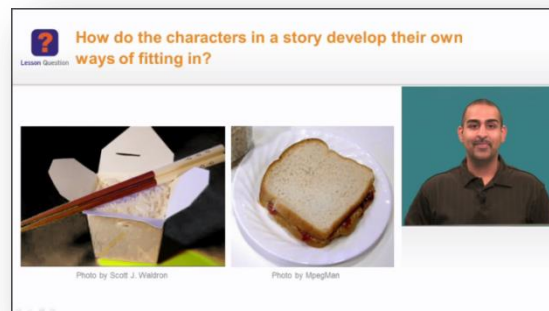 How do the characters in a story develop their own
Lesson Question
ways of fitting in?
Photo by Scott J. Waldron
Photo by MpegMan